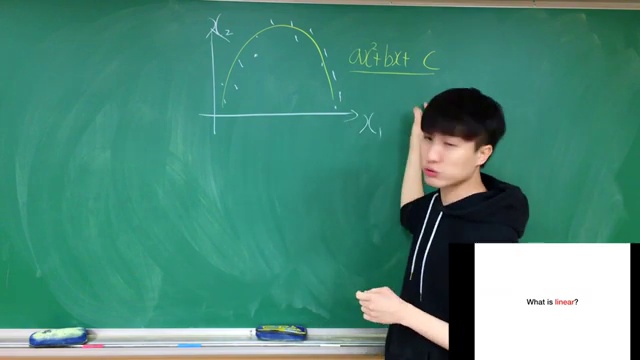 x₂
ax²+bx+ c
x₁
What is linear?